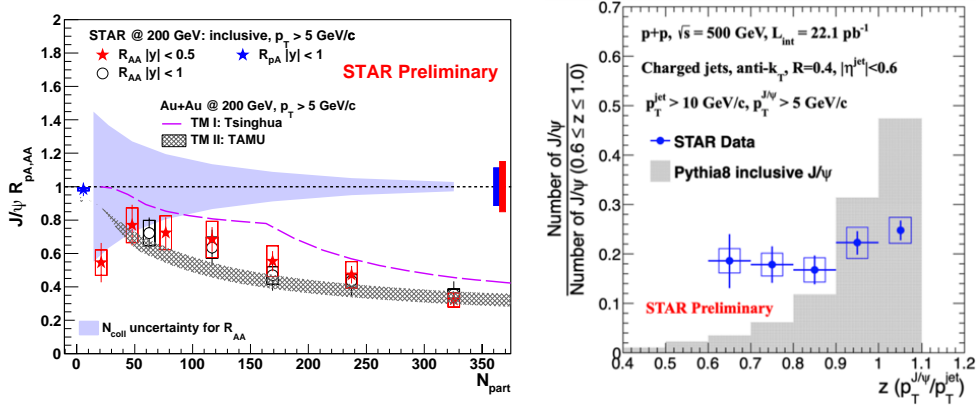 STAR @ 200 GeV: inclusive, p_T > 5 GeV/c
R_AA |y| < 0.5
R_pA |y| < 1
R_AA |y| < 1
STAR Preliminary
Au+Au @ 200 GeV, p_T > 5 GeV/c
TM I: Tsinghua
TM II: TAMU
J/ψ R_pA,AA
2
1.8
1.6
1.4
1.2
1
0.8
0.6
0.4
0.2
0
N_coll uncertainty for R_AA
0 50 100 150 200 250 300 350
N_part
p+p, √s = 500 GeV, L_int = 22.1 pb⁻¹
Charged jets, anti-k_T, R=0.4, |η^jet|<0.6
p_T^jet > 10 GeV/c, p_T^J/ψ > 5 GeV/c
STAR Data
Pythia8 inclusive J/ψ
STAR Preliminary
Number of J/ψ
Number of J/ψ (0.6 ≤ z ≤ 1.0)
0.7
0.6
0.5
0.4
0.3
0.2
0.1
0
0.4 0.5 0.6 0.7 0.8 0.9 1 1.1 1.2
z (p_T^J/ψ/p_T^jet)